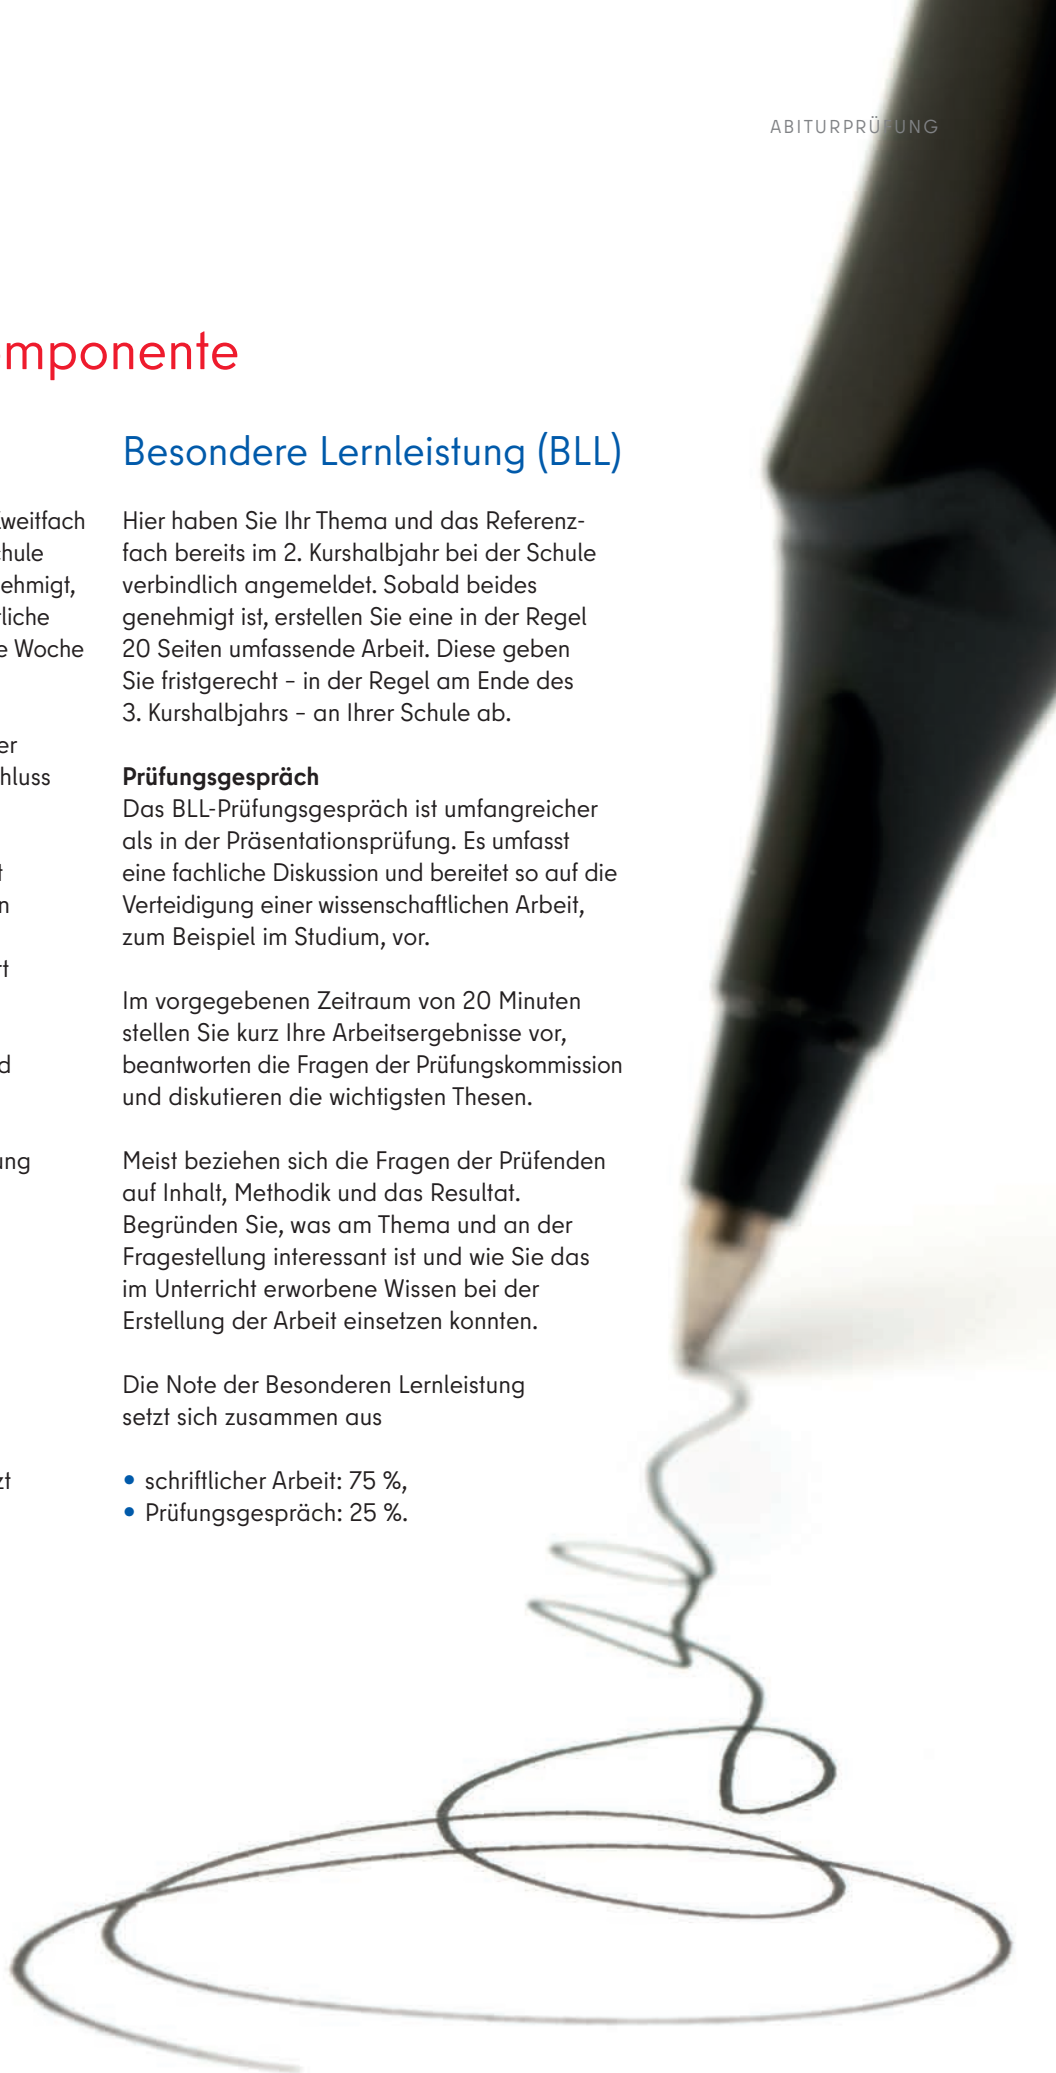 ABITURPRÜFUNG
mponente
weitfach
hule
ehmigt,
liche
e Woche
er
hluss
t
n
t
d
ung
zt
Besondere Lernleistung (BLL)
Hier haben Sie Ihr Thema und das Referenz-
fach bereits im 2. Kurshalbjahr bei der Schule
verbindlich angemeldet. Sobald beides
genehmigt ist, erstellen Sie eine in der Regel
20 Seiten umfassende Arbeit. Diese geben
Sie fristgerecht – in der Regel am Ende des
3. Kurshalbjahrs – an Ihrer Schule ab.
Prüfungsgespräch
Das BLL-Prüfungsgespräch ist umfangreicher
als in der Präsentationsprüfung. Es umfasst
eine fachliche Diskussion und bereitet so auf die
Verteidigung einer wissenschaftlichen Arbeit,
zum Beispiel im Studium, vor.
Im vorgegebenen Zeitraum von 20 Minuten
stellen Sie kurz Ihre Arbeitsergebnisse vor,
beantworten die Fragen der Prüfungskommission
und diskutieren die wichtigsten Thesen.
Meist beziehen sich die Fragen der Prüfenden
auf Inhalt, Methodik und das Resultat.
Begründen Sie, was am Thema und an der
Fragestellung interessant ist und wie Sie das
im Unterricht erworbene Wissen bei der
Erstellung der Arbeit einsetzen konnten.
Die Note der Besonderen Lernleistung
setzt sich zusammen aus
• schriftlicher Arbeit: 75 %,
• Prüfungsgespräch: 25 %.